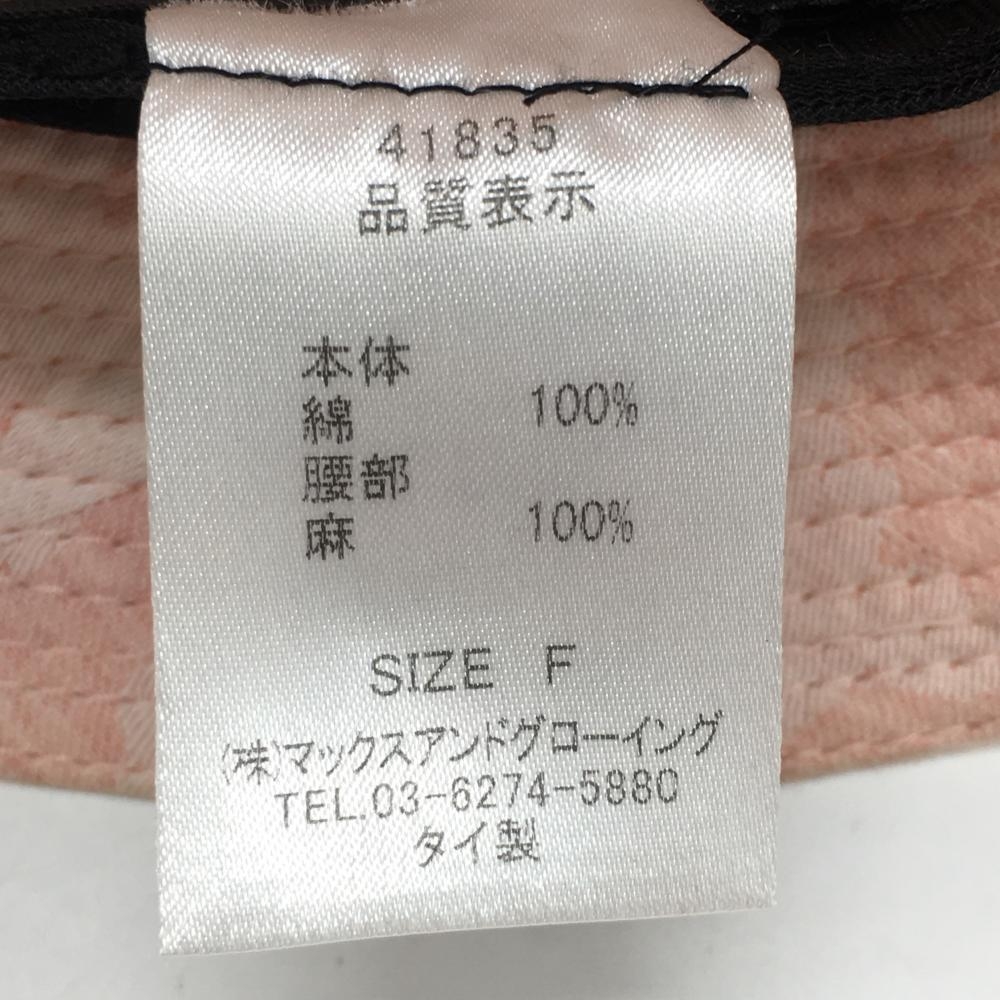 41835
品質表示
本体
綿 100%
腰部
麻 100%
SIZE F
(株)マックスアンドグローイング
TEL.03-6274-5880
タイ製